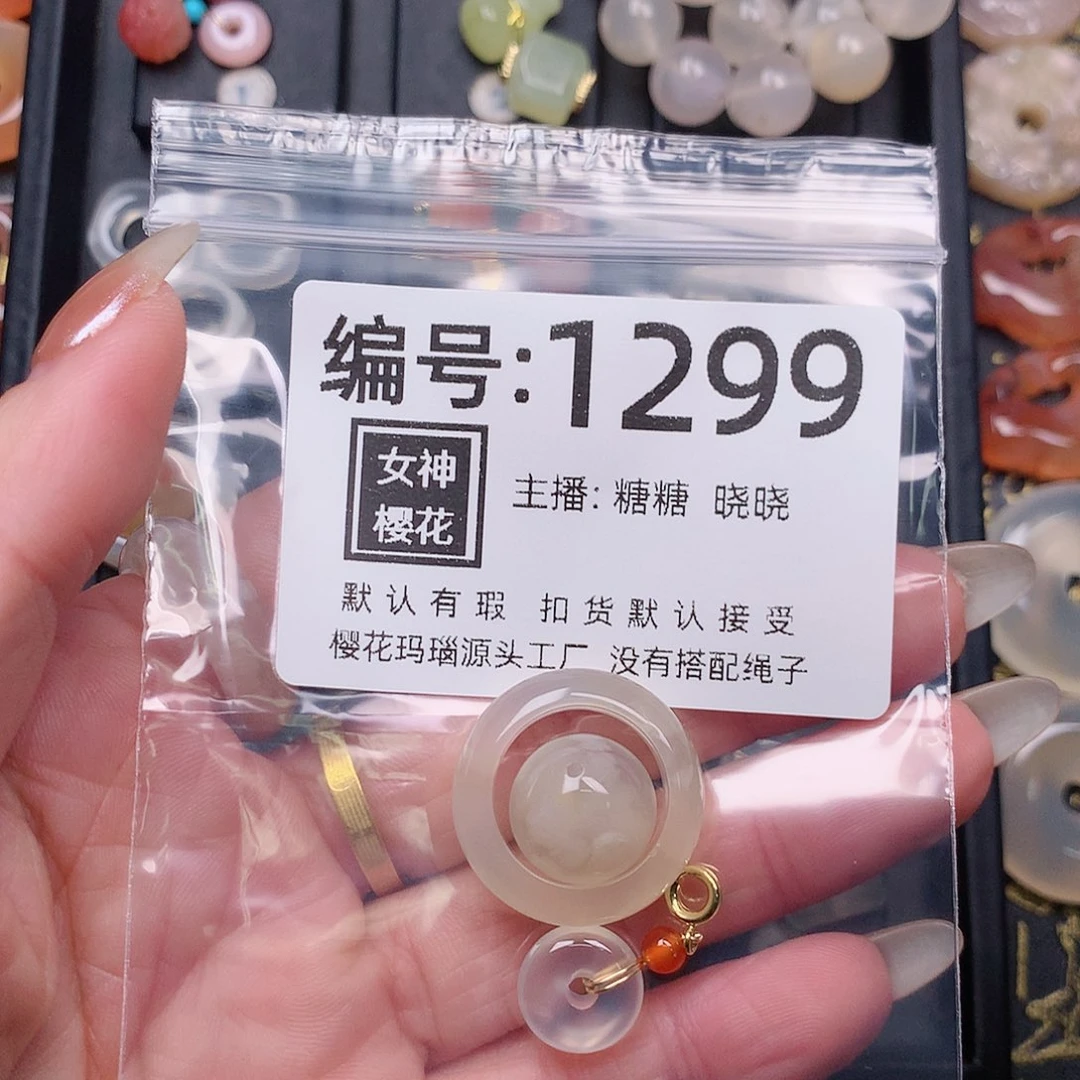 编号:1299
女神
樱花
主播: 糖糖 晓晓
默认有瑕 扣货默认接受
樱花玛瑙源头工厂 没有搭配绳子